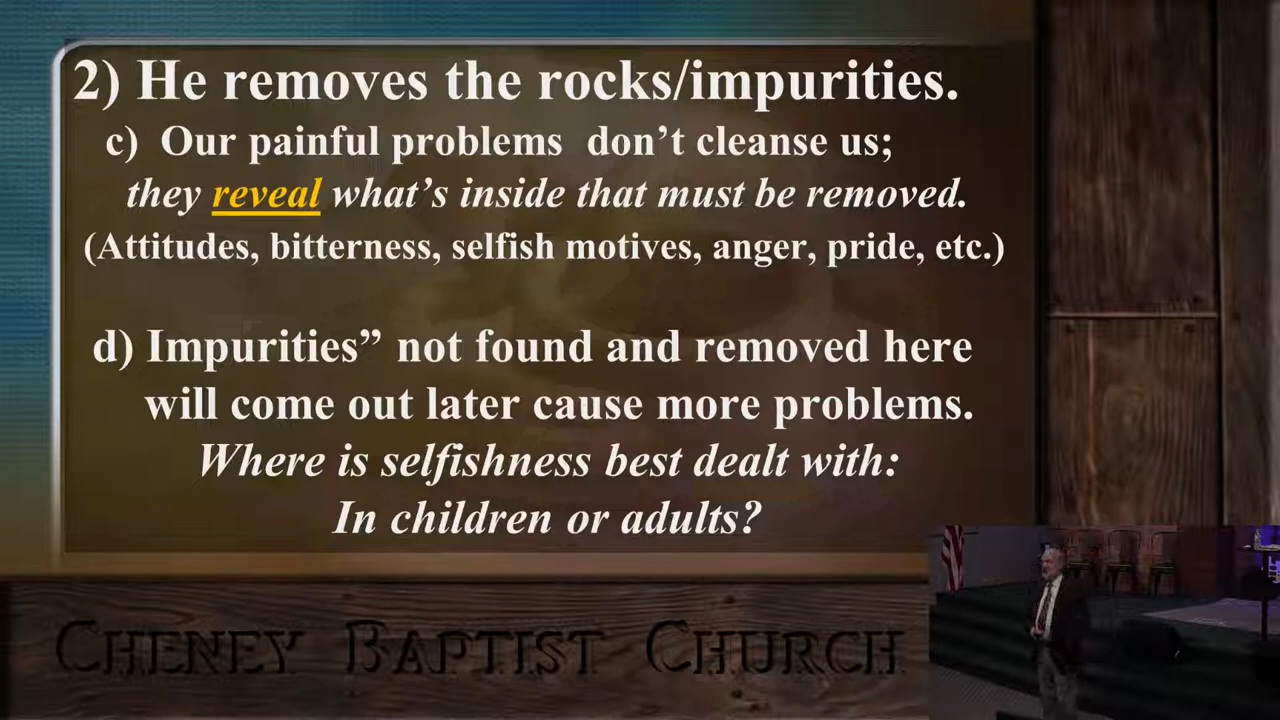 2) He removes the rocks/impurities.
c) Our painful problems don’t cleanse us;
they reveal what’s inside that must be removed.
(Attitudes, bitterness, selfish motives, anger, pride, etc.)
d) Impurities” not found and removed here
will come out later cause more problems.
Where is selfishness best dealt with:
In children or adults?
CHENEY BAPTIST CHURCH